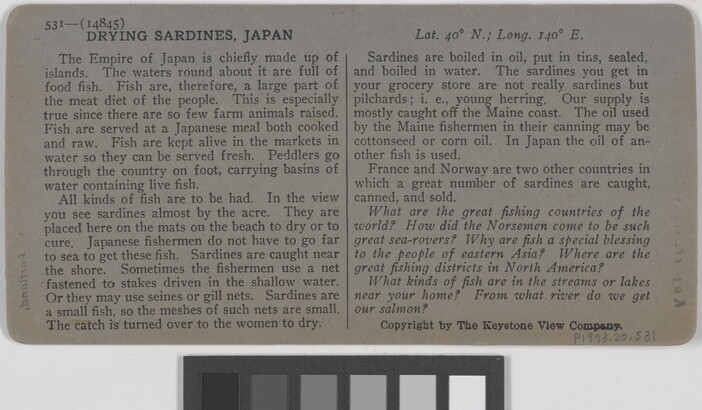 531—(14845)
DRYING SARDINES, JAPAN
The Empire of Japan is chiefly made up of
islands. The waters round about it are full of
food fish. Fish are, therefore, a large part of
the meat diet of the people. This is especially
true since there are so few farm animals raised.
Fish are served at a Japanese meal both cooked
and raw. Fish are kept alive in the markets in
water so they can be served fresh. Peddlers go
through the country on foot, carrying basins of
water containing live fish.
All kinds of fish are to be had. In the view
you see sardines almost by the acre. They are
placed here on the mats on the beach to dry or to
cure. Japanese fishermen do not have to go far
to sea to get these fish. Sardines are caught near
the shore. Sometimes the fishermen use a net
fastened to stakes driven in the shallow water.
Or they may use seines or gill nets. Sardines are
a small fish, so the meshes of such nets are small.
The catch is turned over to the women to dry.
Lat. 40° N.; Long. 140° E.
Sardines are boiled in oil, put in tins, sealed,
and boiled in water. The sardines you get in
your grocery store are not really sardines but
pilchards; i. e., young herring. Our supply is
mostly caught off the Maine coast. The oil used
by the Maine fishermen in their canning may be
cottonseed or corn oil. In Japan the oil of an-
other fish is used.
France and Norway are two other countries in
which a great number of sardines are caught,
canned, and sold.
What are the great fishing countries of the
world? How did the Norsemen come to be such
great sea-rovers? Why are fish a special blessing
to the people of eastern Asia? Where are the
great fishing districts in North America?
What kinds of fish are in the streams or lakes
near your home? From what river do we get
our salmon?
Copyright by The Keystone View Company.
P1993.20.531